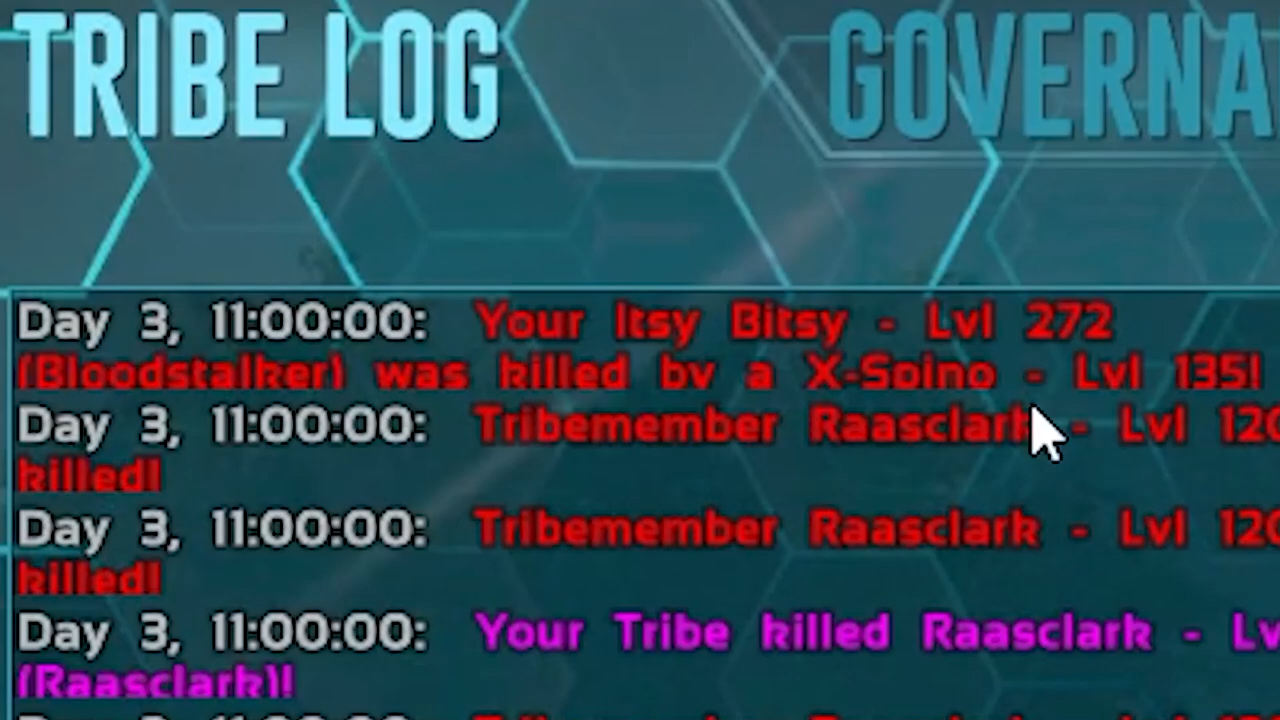 TRIBE LOG
GOVERNA
Day 3, 11:00:00: Your Itsy Bitsy - Lvl 272
(Bloodstalker) was killed by a X-Spino - Lvl 135!
Day 3, 11:00:00: Tribemember Raasclark - Lvl 120
killed!
Day 3, 11:00:00: Tribemember Raasclark - Lvl 120
killed!
Day 3, 11:00:00: Your Tribe killed Raasclark - Lv
(Raasclark)!